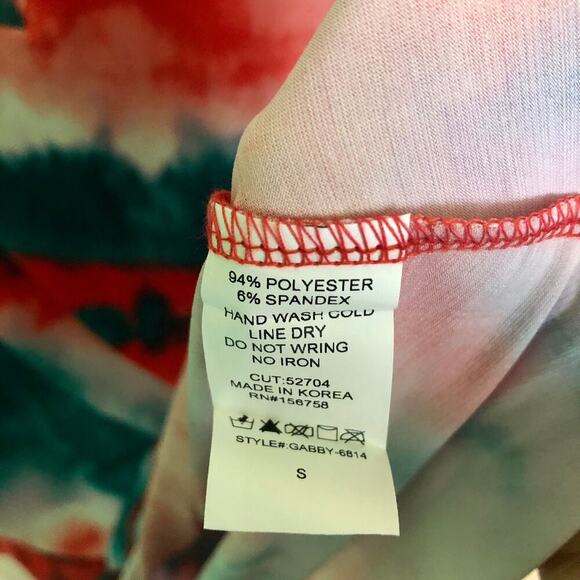 94% POLYESTER
6% SPANDEX
HAND WASH COLD
LINE DRY
DO NOT WRING
NO IRON
CUT:52704
MADE IN KOREA
RN#156758
STYLE#:GABBY-6814
S